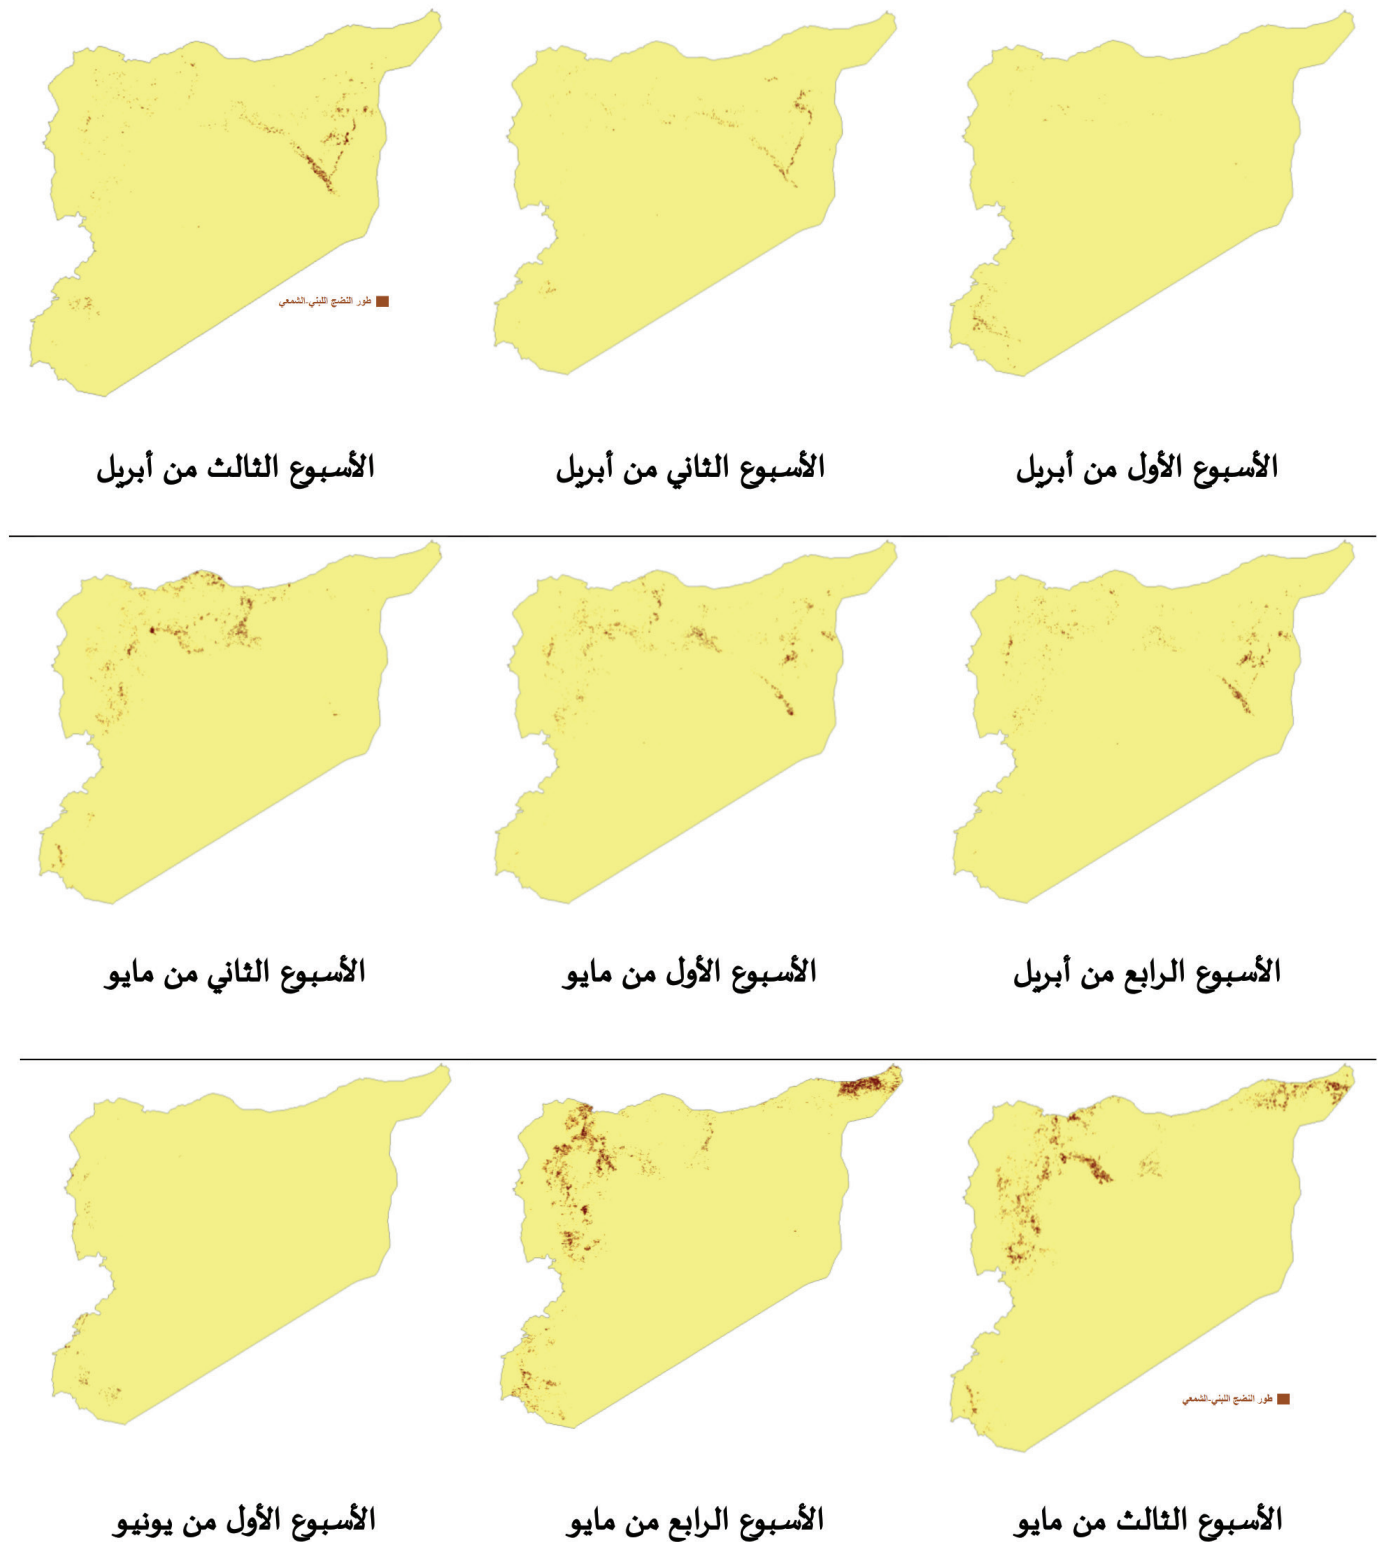 طور النضج اللبني-الشمعي
الأسبوع الأول من أبريل
الأسبوع الثاني من أبريل
الأسبوع الثالث من أبريل
الأسبوع الرابع من أبريل
الأسبوع الأول من مايو
الأسبوع الثاني من مايو
طور النضج اللبني-الشمعي
الأسبوع الثالث من مايو
الأسبوع الرابع من مايو
الأسبوع الأول من يونيو